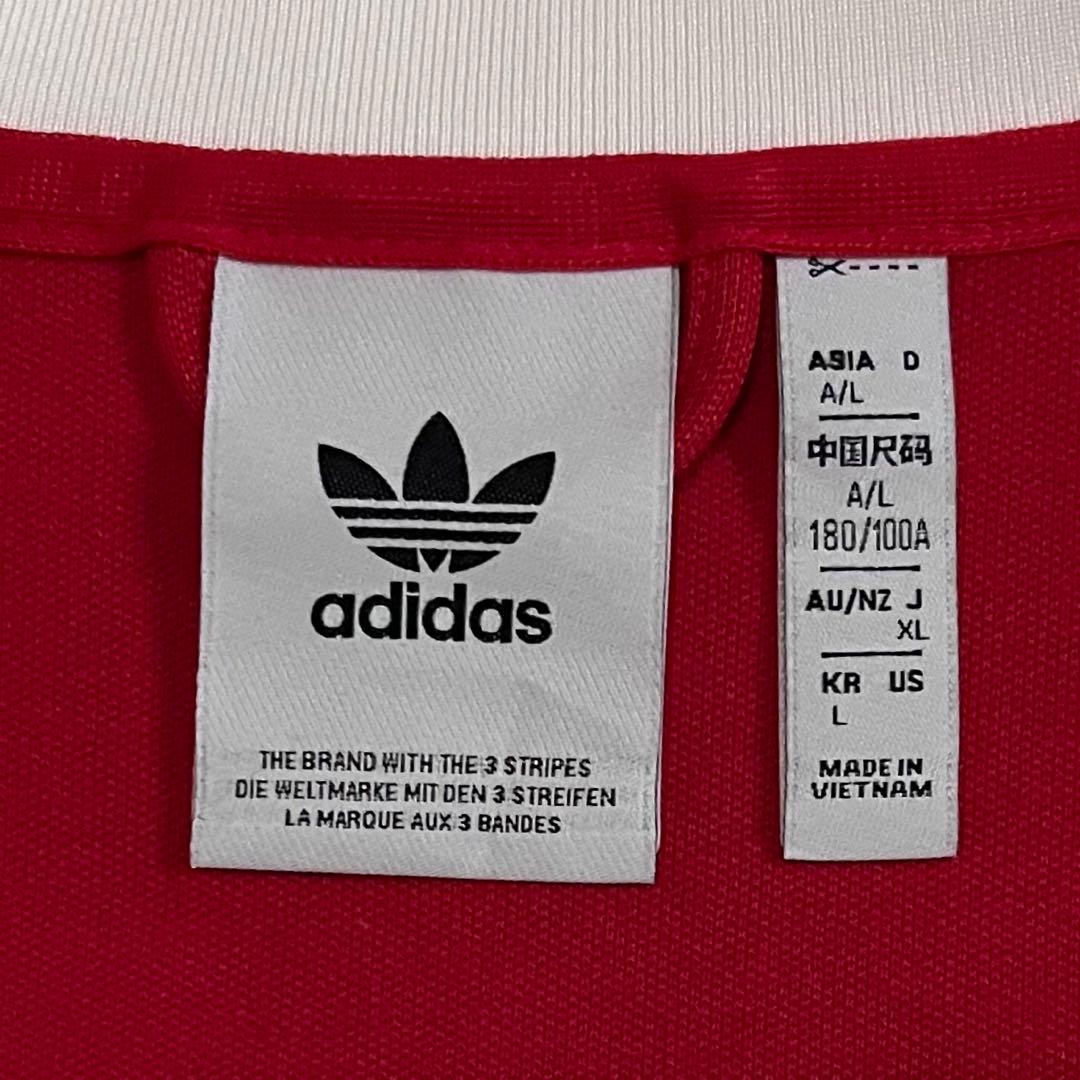 adidas
THE BRAND WITH THE 3 STRIPES
DIE WELTMARKE MIT DEN 3 STREIFEN
LA MARQUE AUX 3 BANDES
ASIA D
A/L
中国尺码
A/L
180/100A
AU/NZ J
XL
KR US
L
MADE IN
VIETNAM